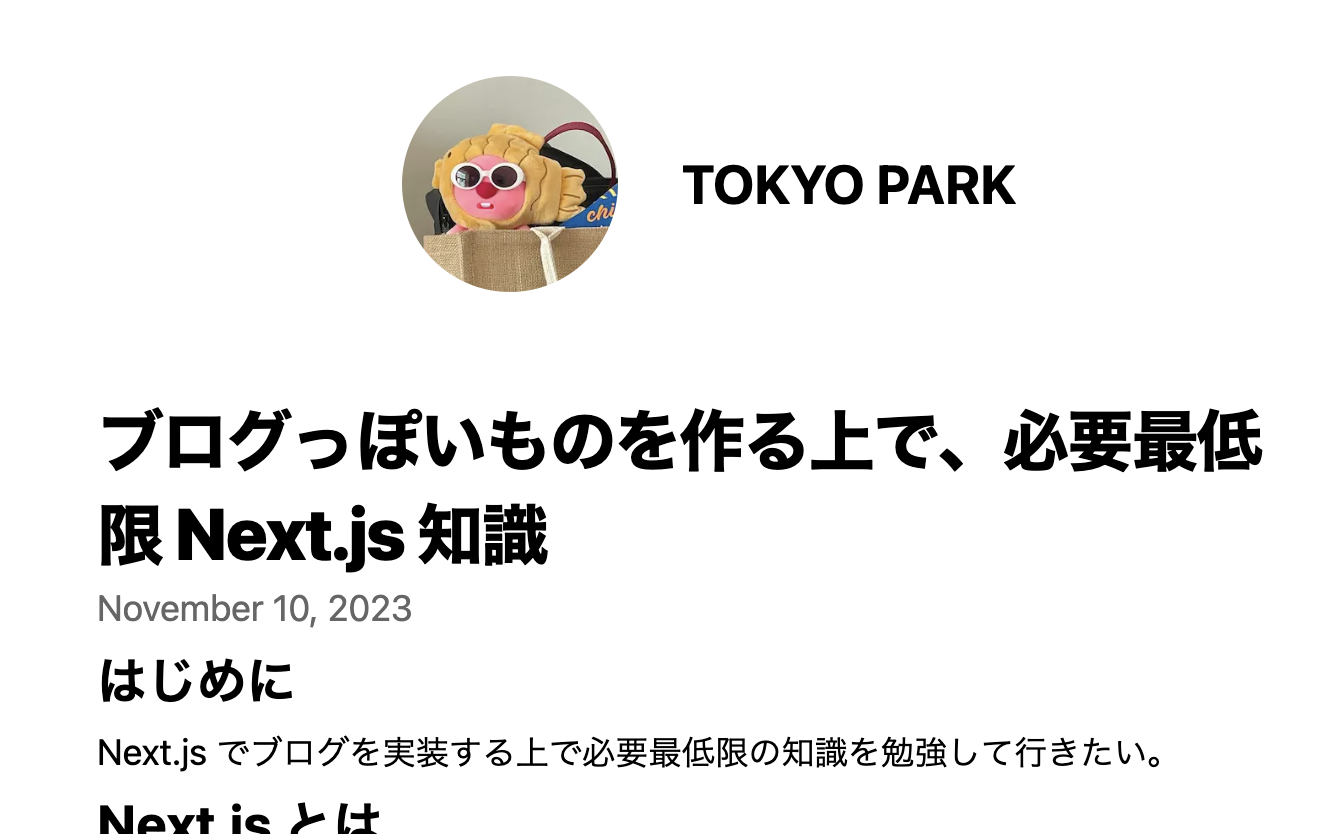 TOKYO PARK
chi
ブログっぽいものを作る上で、必要最低
限 Next.js 知識
November 10, 2023
はじめに
Next.js でブログを実装する上で必要最低限の知識を勉強して行きたい。
Next.js とは